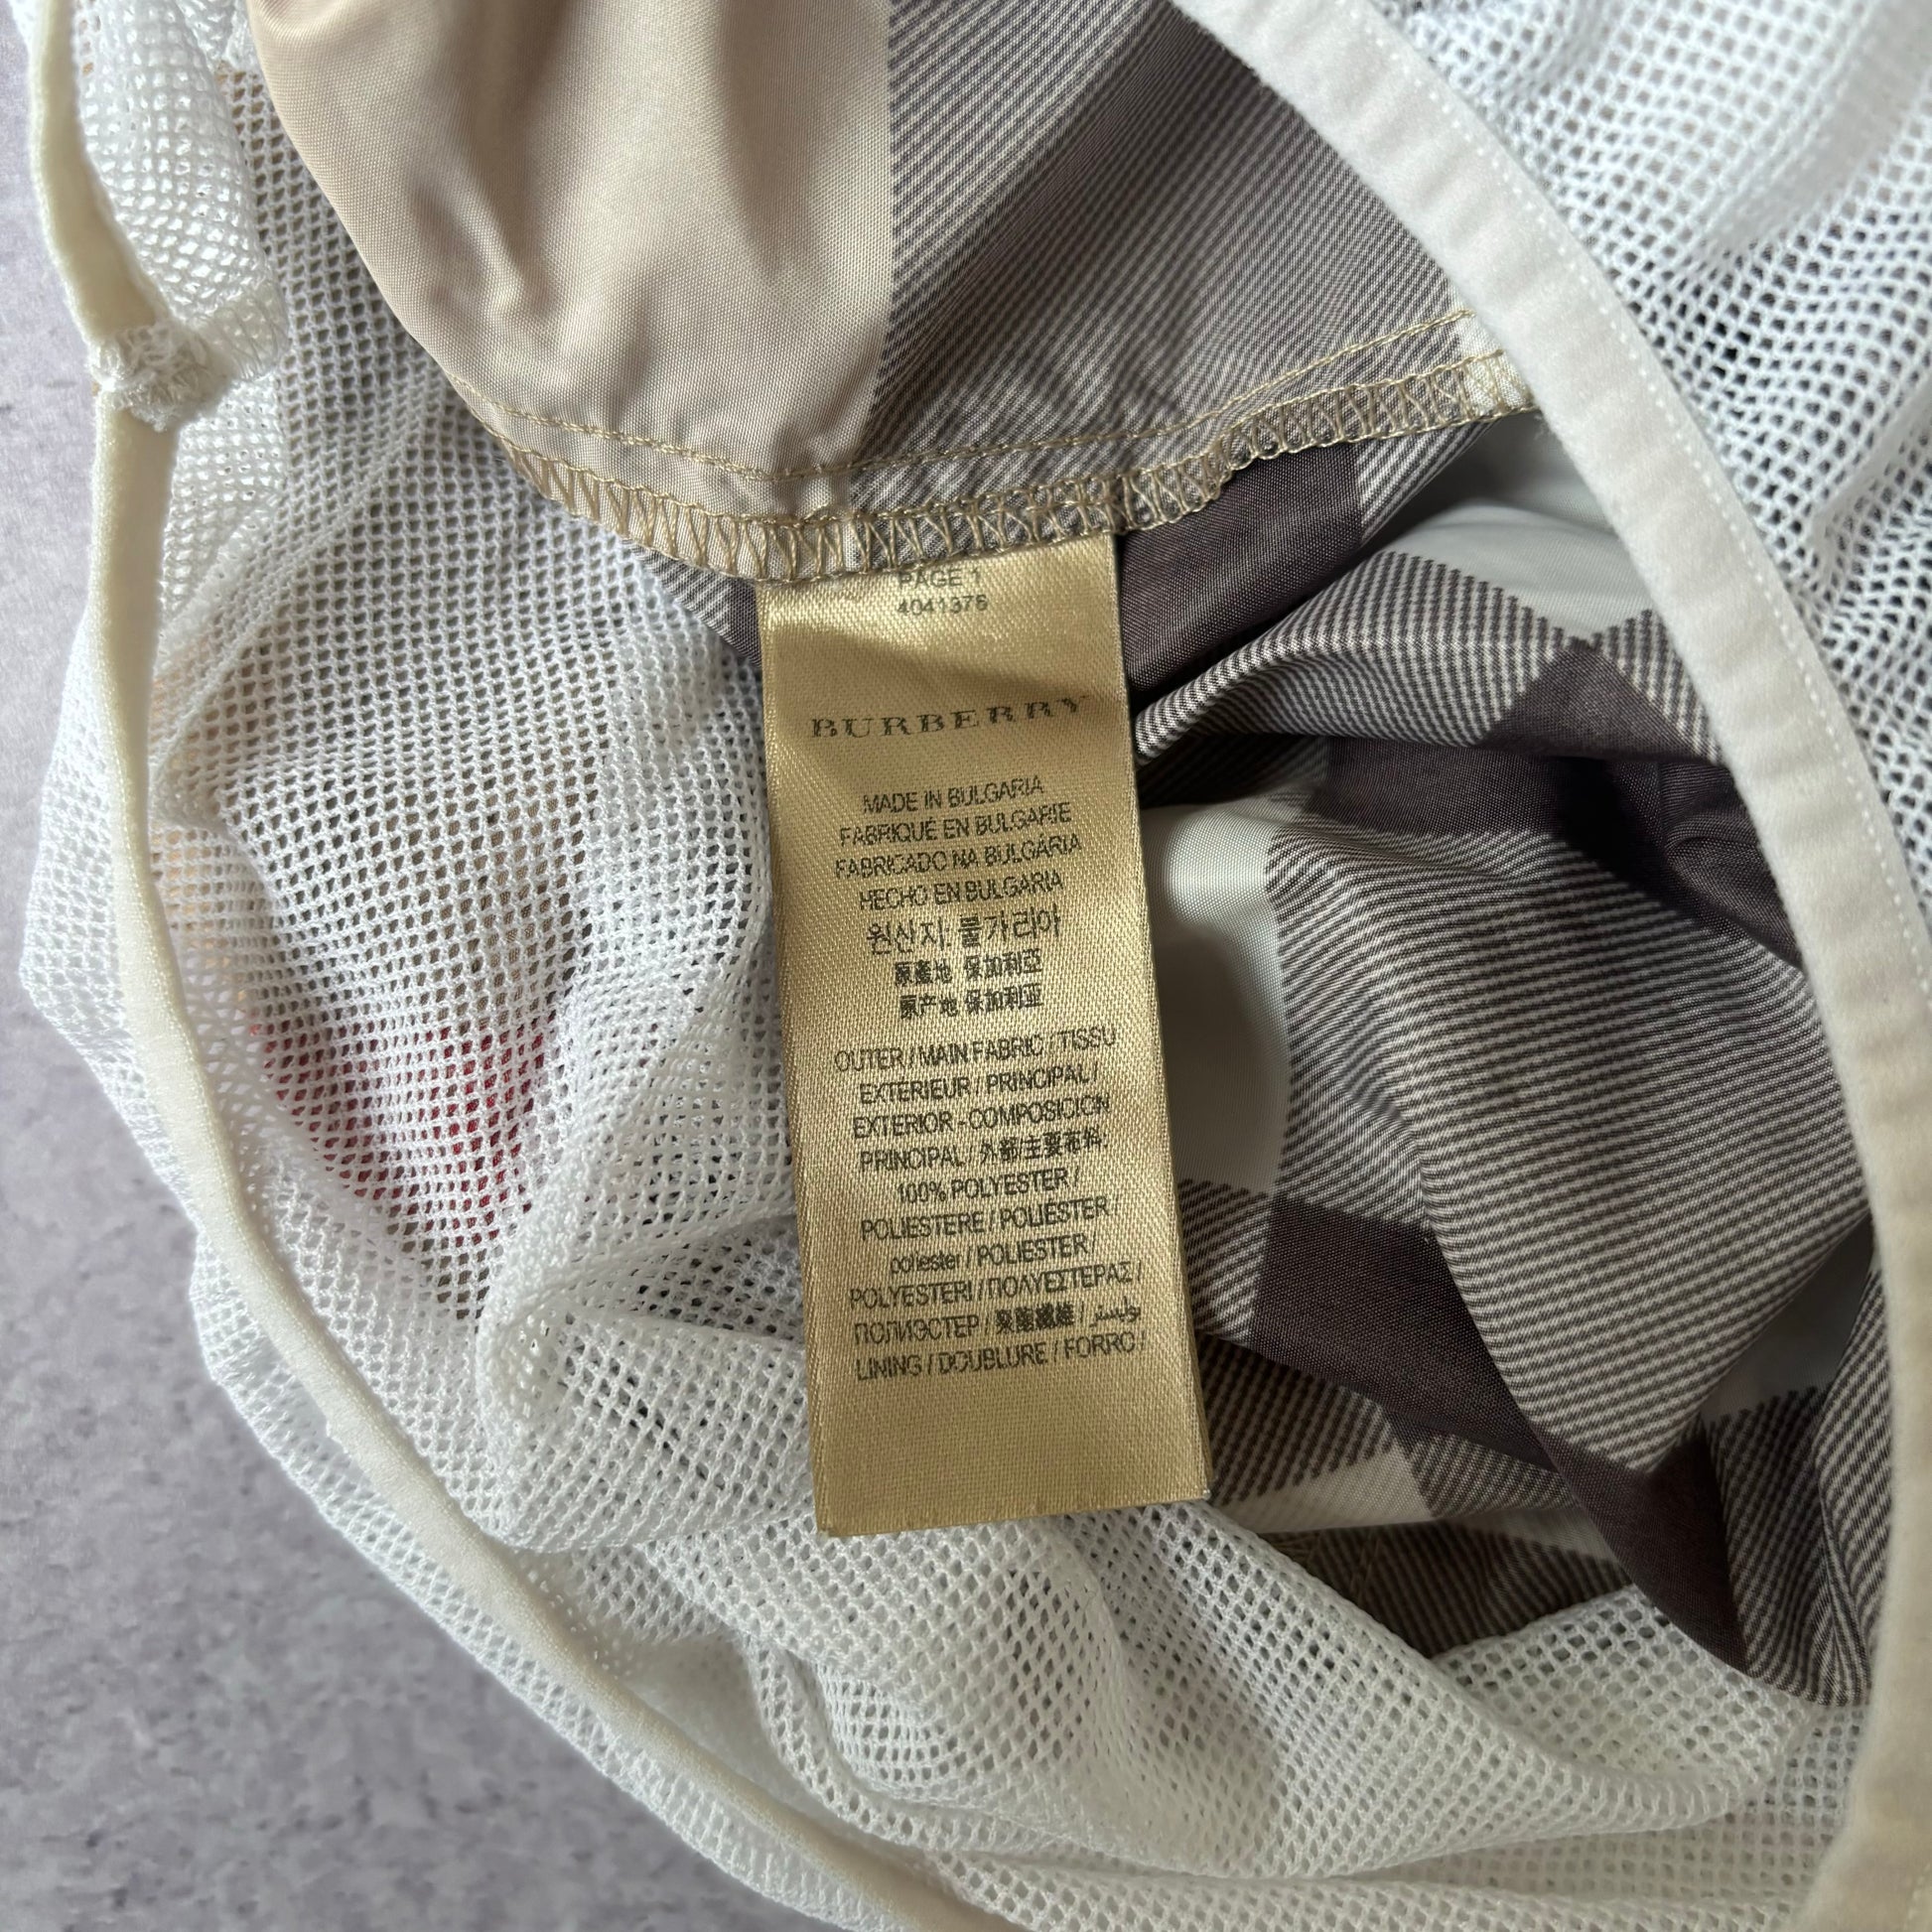 PAGE 1
4041376
BURBERRY
MADE IN BULGARIA
FABRIQUÉ EN BULGARIE
FABRICADO NA BULGÁRIA
HECHO EN BULGARIA
원산지: 불가리아
原產地 保加利亞
原产地 保加利亚
OUTER / MAIN FABRIC / TISSU
EXTERIEUR / PRINCIPAL /
EXTERIOR - COMPOSICION
PRINCIPAL / 外部主要布料:
100% POLYESTER /
POLIESTERE / POLIESTER
poliester / POLIESTER /
POLYESTERI / ΠΟΛΥΕΣΤΕΡΑΣ /
ПОЛИЭСТЕР / 聚酯纖維 / بوليستر
LINING / DOUBLURE / FORRO /